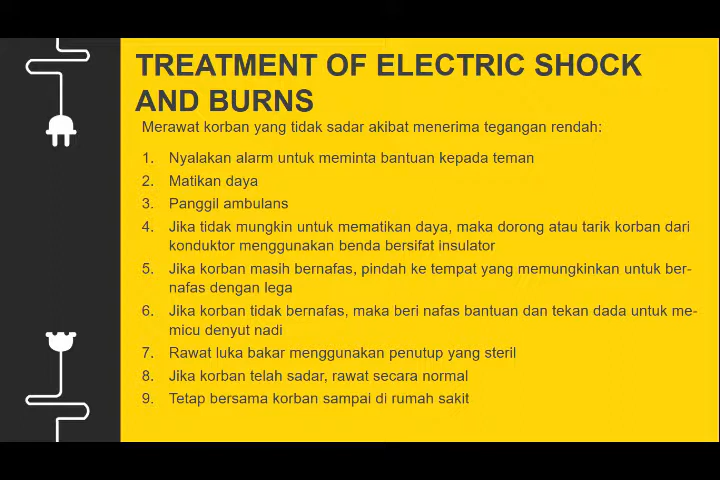 TREATMENT OF ELECTRIC SHOCK
AND BURNS
Merawat korban yang tidak sadar akibat menerima tegangan rendah:
1. Nyalakan alarm untuk meminta bantuan kepada teman
2. Matikan daya
3. Panggil ambulans
4. Jika tidak mungkin untuk mematikan daya, maka dorong atau tarik korban dari
konduktor menggunakan benda bersifat insulator
5. Jika korban masih bernafas, pindah ke tempat yang memungkinkan untuk ber-
nafas dengan lega
6. Jika korban tidak bernafas, maka beri nafas bantuan dan tekan dada untuk me-
micu denyut nadi
7. Rawat luka bakar menggunakan penutup yang steril
8. Jika korban telah sadar, rawat secara normal
9. Tetap bersama korban sampai di rumah sakit